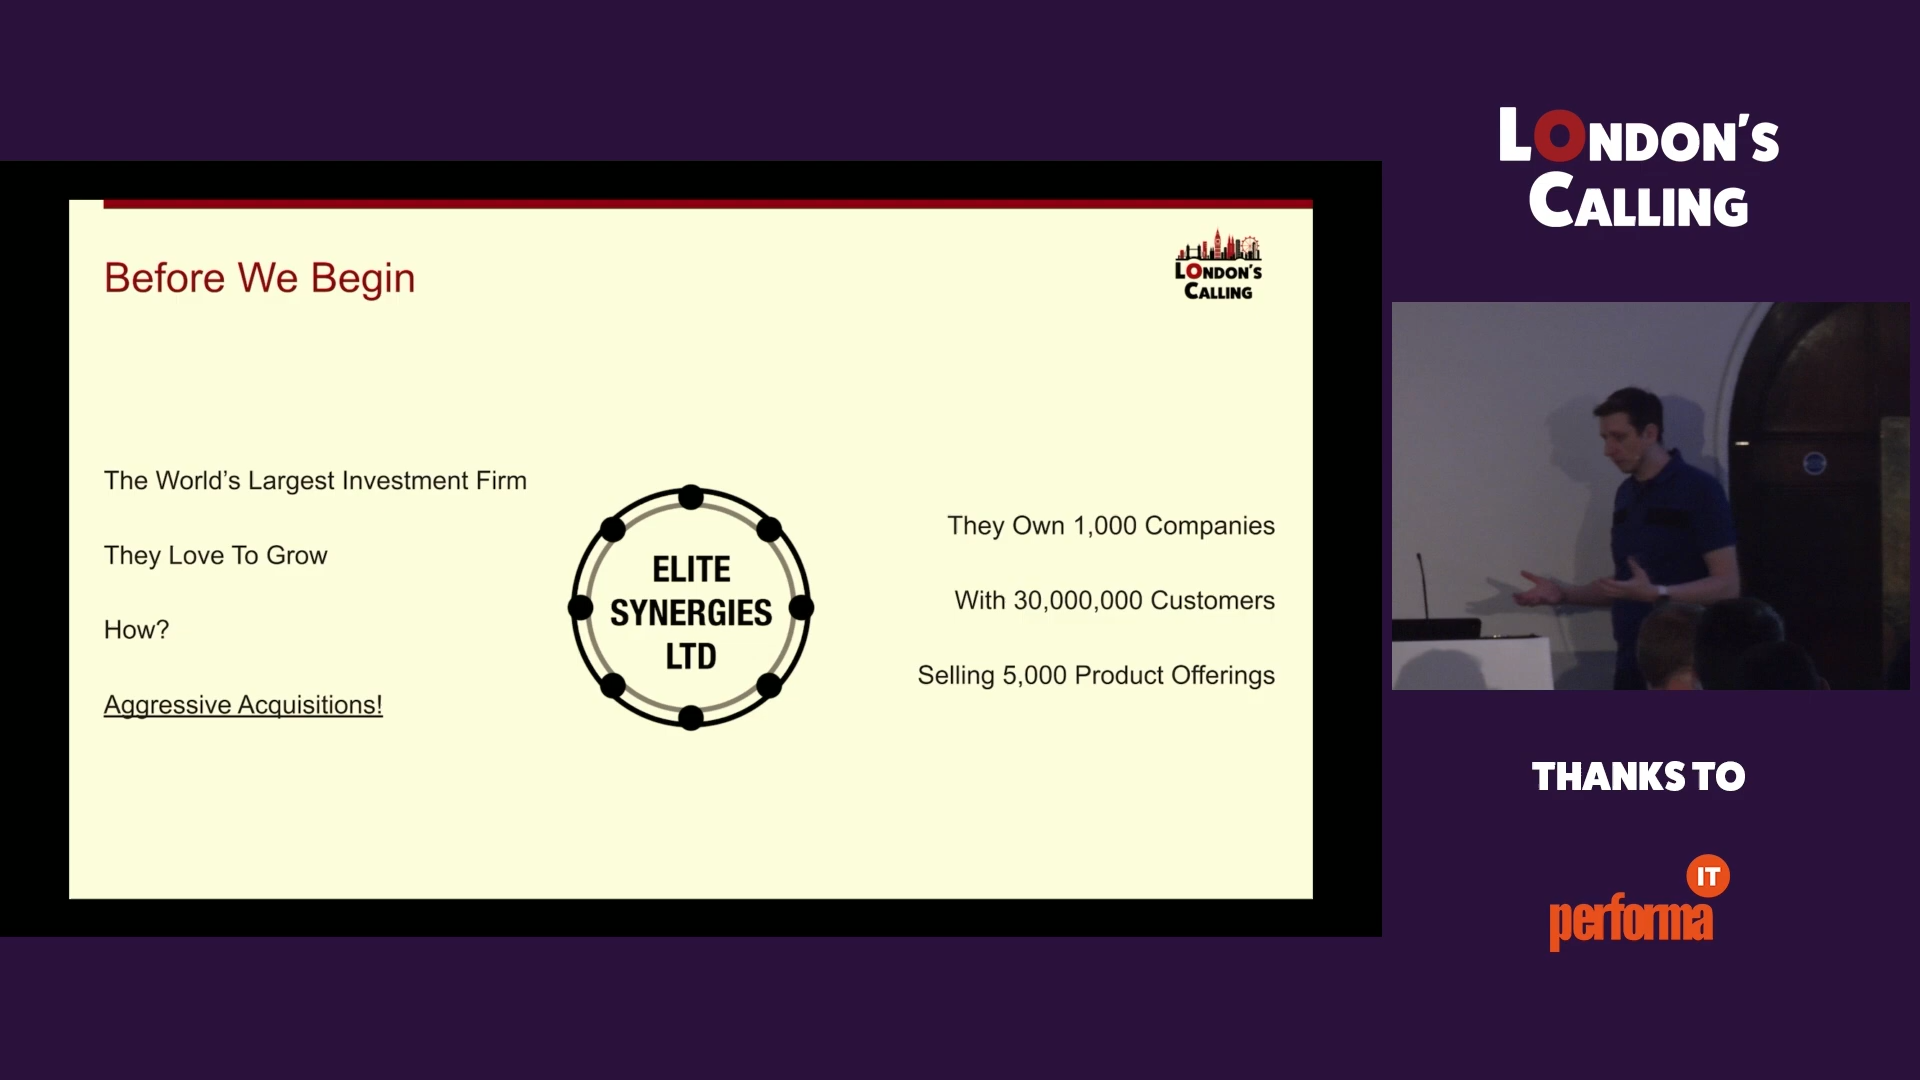 Before We Begin
LONDON'S
CALLING
The World's Largest Investment Firm
They Love To Grow
How?
Aggressive Acquisitions!
ELITE
SYNERGIES
LTD
They Own 1,000 Companies
With 30,000,000 Customers
Selling 5,000 Product Offerings
LONDON'S
CALLING
THANKS TO
performa
IT